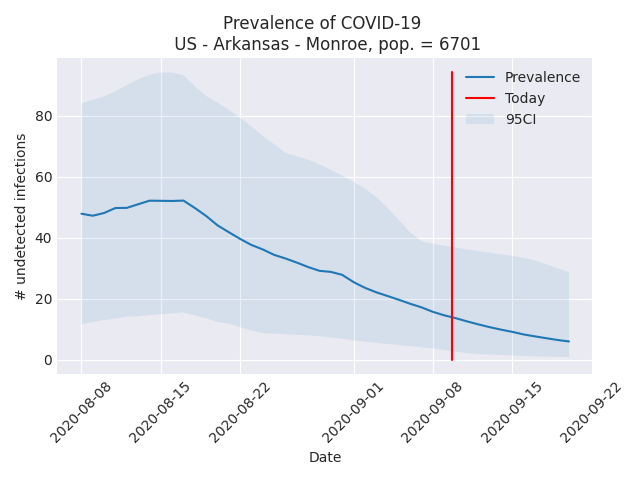 Prevalence of COVID-19
US - Arkansas - Monroe, pop. = 6701
Prevalence
Today
95CI
# undetected infections
80
60
40
20
0
2020-08-08
2020-08-15
2020-08-22
2020-09-01
2020-09-08
2020-09-15
2020-09-22
Date